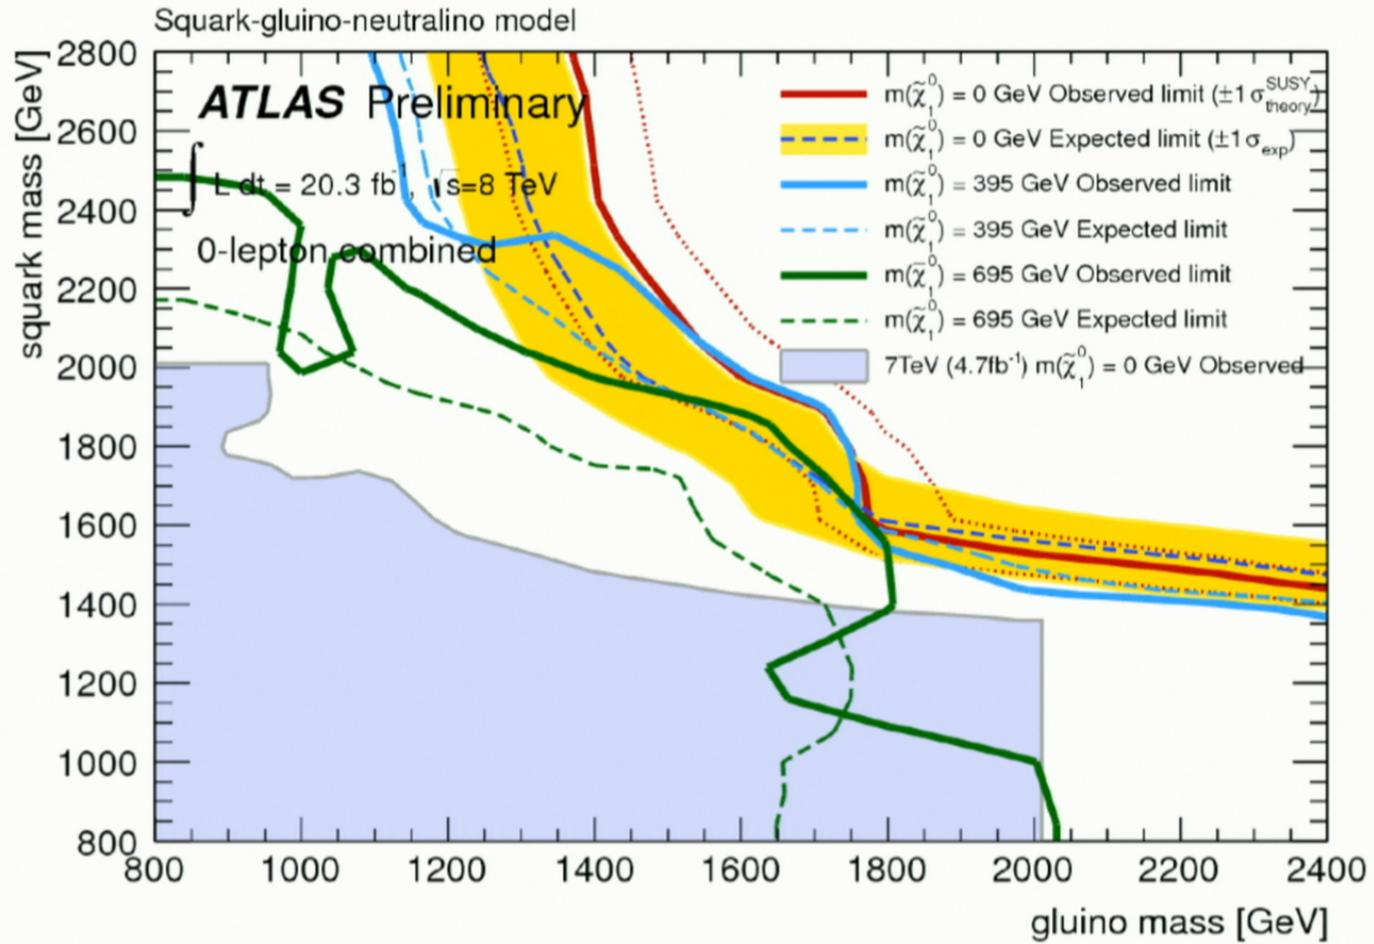 Squark-gluino-neutralino model
squark mass [GeV]
2800
2600
2400
2200
2000
1800
1600
1400
1200
1000
800
ATLAS Preliminary
∫ L dt = 20.3 fb⁻¹, √s=8 TeV
0-lepton combined
m(χ̃₁⁰) = 0 GeV Observed limit (±1 σ_theory^SUSY)
m(χ̃₁⁰) = 0 GeV Expected limit (±1 σ_exp)
m(χ̃₁⁰) = 395 GeV Observed limit
m(χ̃₁⁰) = 395 GeV Expected limit
m(χ̃₁⁰) = 695 GeV Observed limit
m(χ̃₁⁰) = 695 GeV Expected limit
7TeV (4.7fb⁻¹) m(χ̃₁⁰) = 0 GeV Observed
800 1000 1200 1400 1600 1800 2000 2200 2400
gluino mass [GeV]